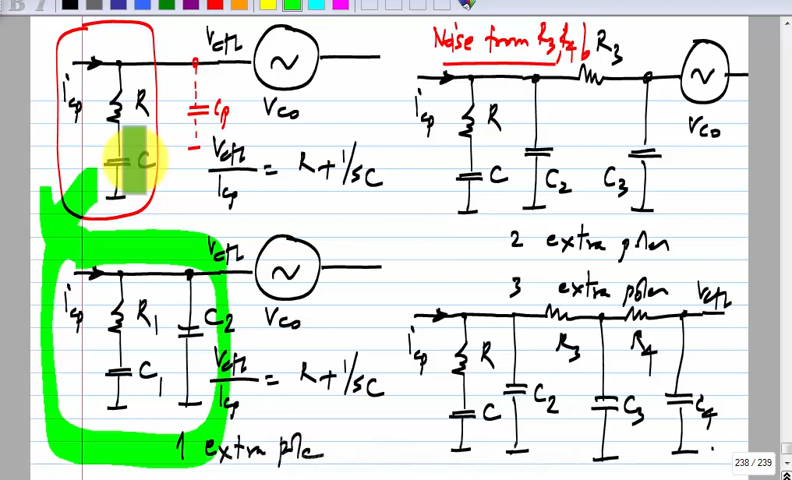 Vctl
icp
R
C
Cp
VCO
Vctl/Icp = R + 1/sC
Noise from R3, R4
R3
icp
R
C
C2
C3
VCO
2 extra poles
Vctl
icp
R1
C1
C2
VCO
Vctl/Icp = R + 1/sC
1 extra pole
3 extra poles
Vctl
icp
R
C
C2
R3
C3
R4
C4
238 / 239